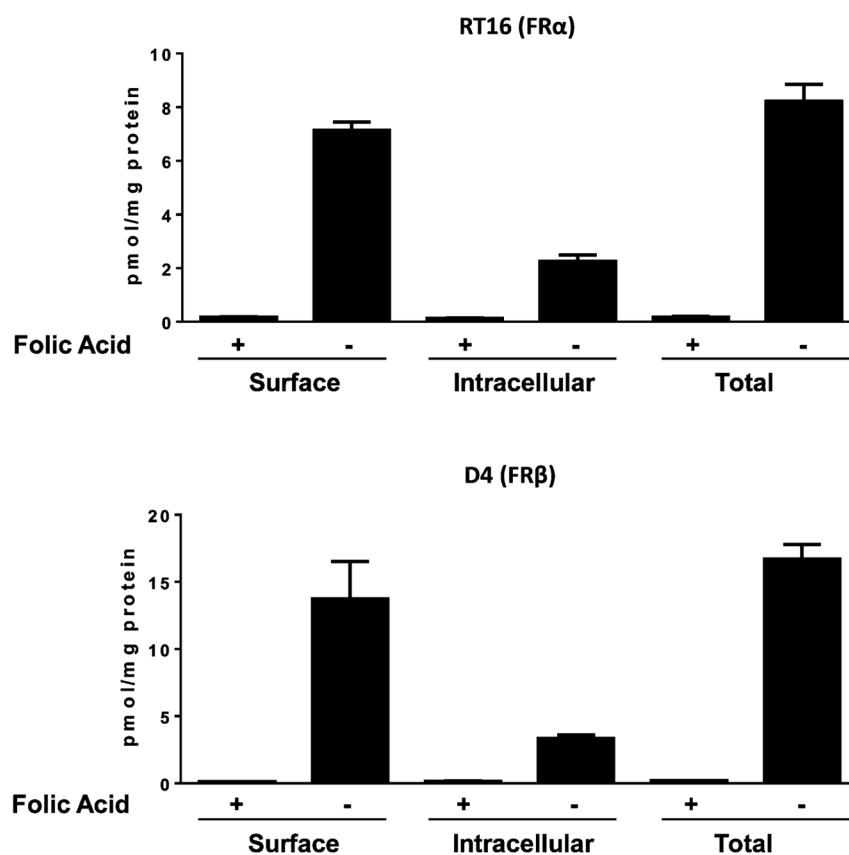 RT16 (FRα)
pmol/mg protein
10
8
6
4
2
0
Folic Acid + - + - + -
Surface Intracellular Total
D4 (FRβ)
pmol/mg protein
20
15
10
5
0
Folic Acid + - + - + -
Surface Intracellular Total